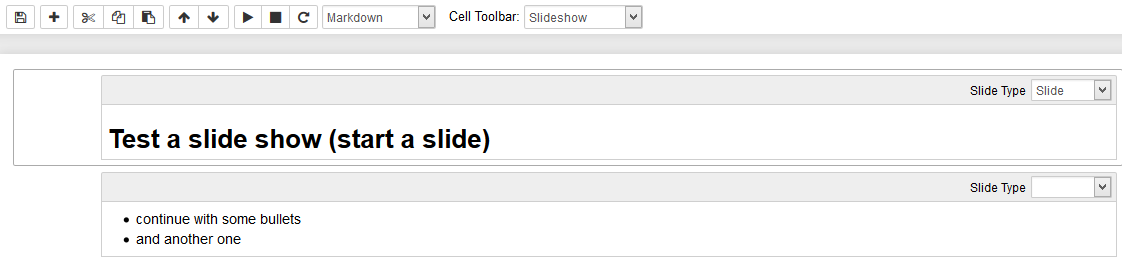 Markdown Cell Toolbar: Slideshow
Slide Type Slide
Test a slide show (start a slide)
Slide Type
continue with some bullets
and another one